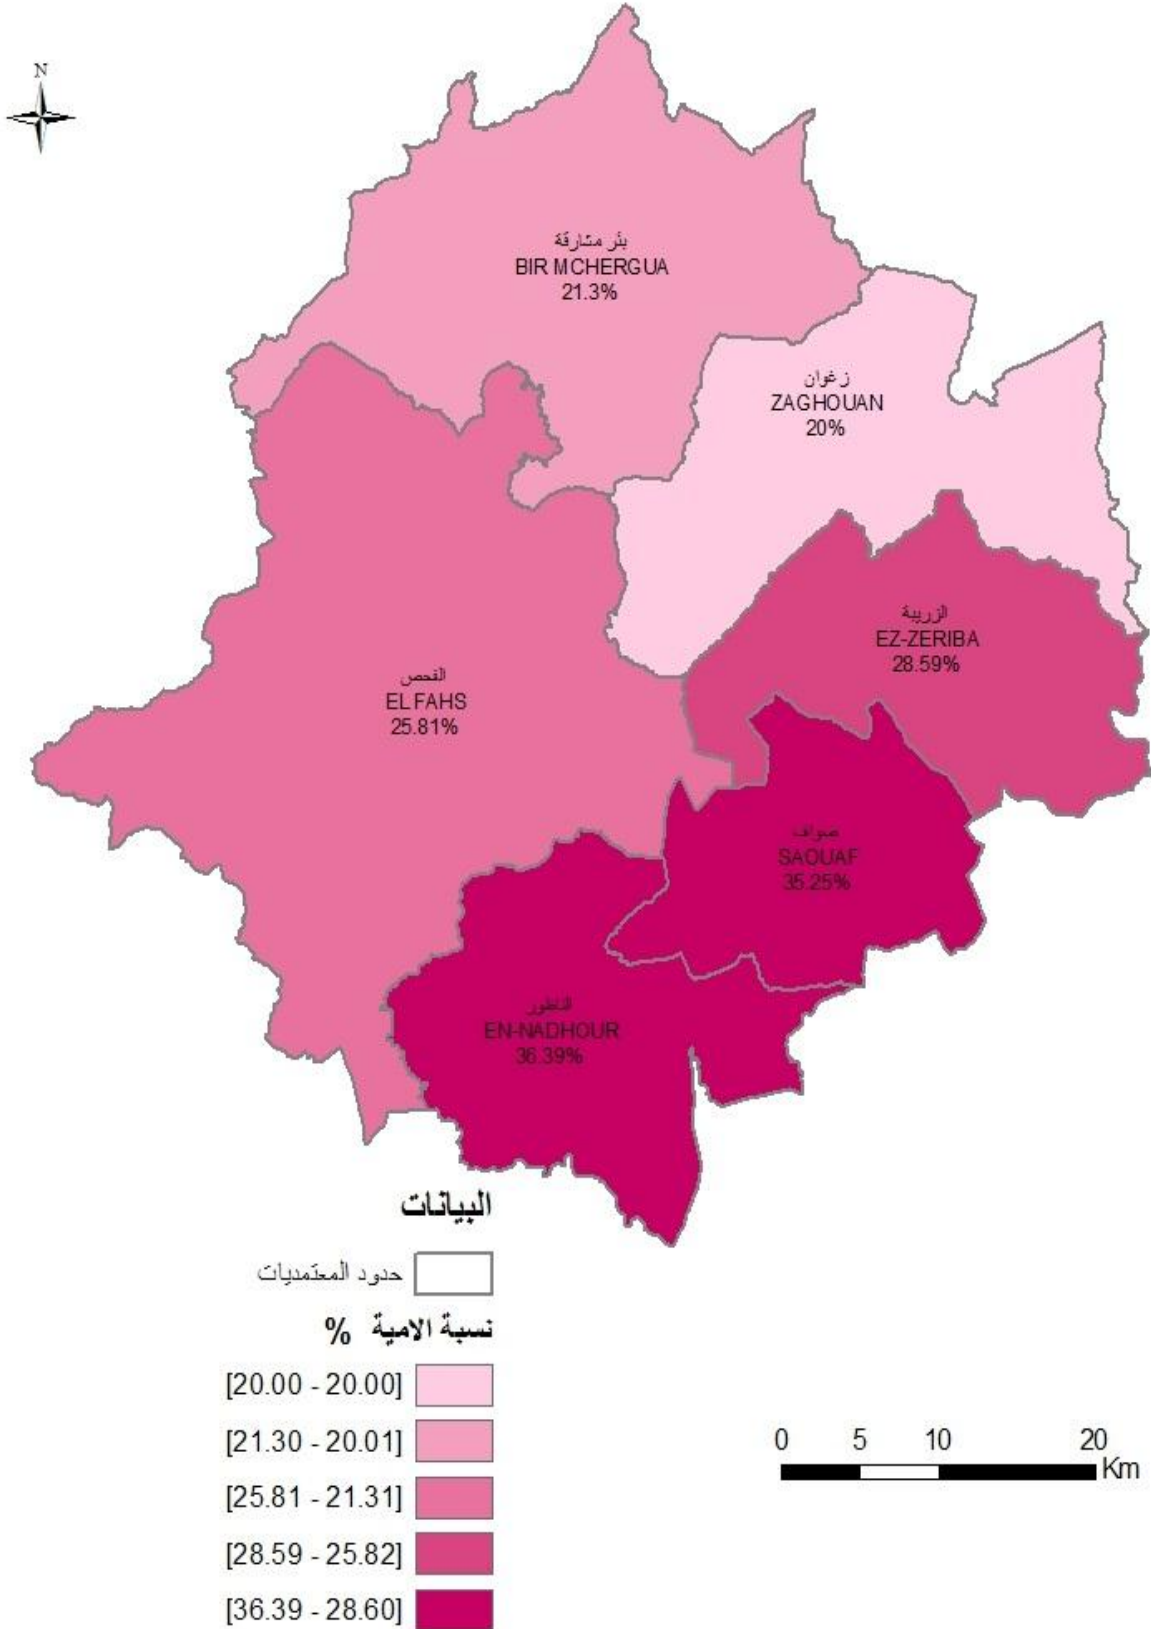 N
بئر مشارقة
BIR MCHERGUA
21.3%
زغوان
ZAGHOUAN
20%
الزريبة
EZ-ZERIBA
28.59%
الفحص
EL FAHS
25.81%
صواف
SAOUAF
35.25%
الناظور
EN-NADHOUR
36.39%
البيانات
حدود المعتمديات
نسبة الامية %
[20.00 - 20.00]
[21.30 - 20.01]
[25.81 - 21.31]
[28.59 - 25.82]
[36.39 - 28.60]
0 5 10 20
Km